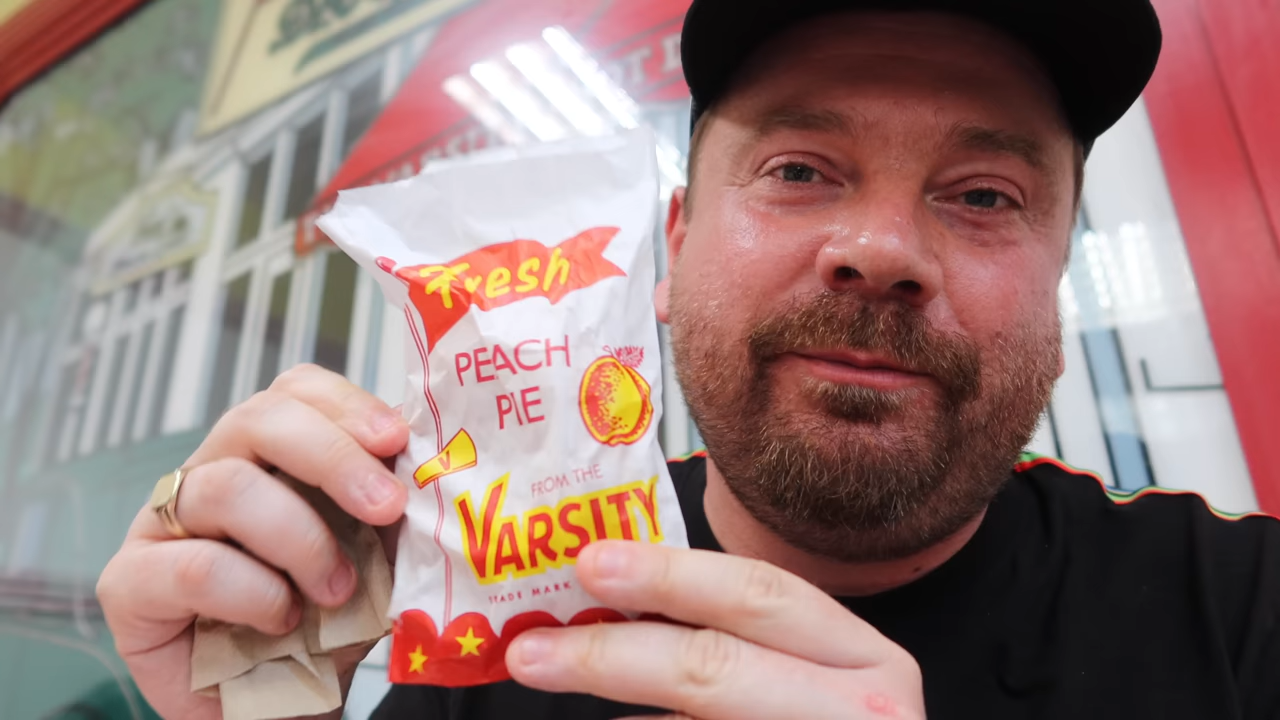 Fresh
PEACH
PIE
V
FROM THE
VARSITY
TRADE MARK